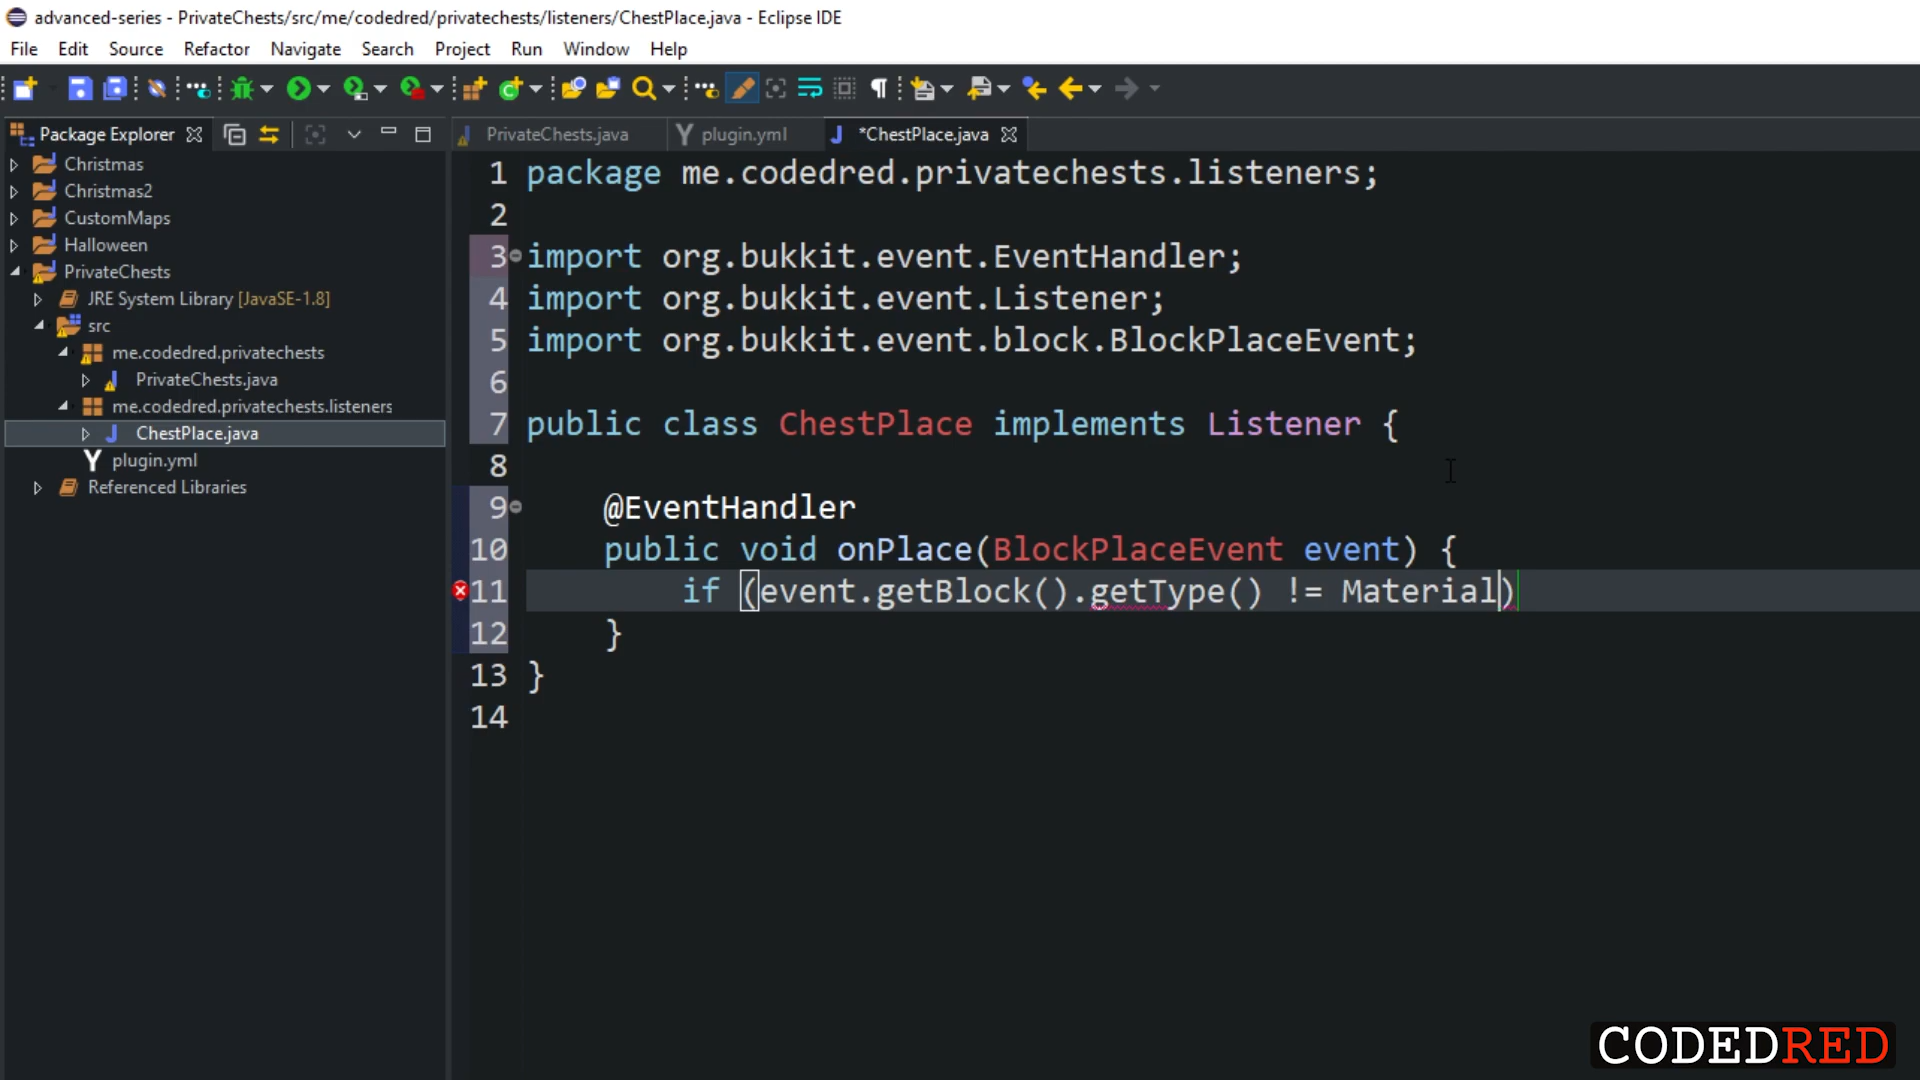 advanced-series - PrivateChests/src/me/codedred/privatechests/listeners/ChestPlace.java - Eclipse IDE
File Edit Source Refactor Navigate Search Project Run Window Help
Package Explorer
PrivateChests.java plugin.yml *ChestPlace.java
Christmas
Christmas2
CustomMaps
Halloween
PrivateChests
JRE System Library [JavaSE-1.8]
src
me.codedred.privatechests
PrivateChests.java
me.codedred.privatechests.listeners
ChestPlace.java
plugin.yml
Referenced Libraries
1 package me.codedred.privatechests.listeners;
2
3 import org.bukkit.event.EventHandler;
4 import org.bukkit.event.Listener;
5 import org.bukkit.event.block.BlockPlaceEvent;
6
7 public class ChestPlace implements Listener {
8
9 @EventHandler
10 public void onPlace(BlockPlaceEvent event) {
11 if (event.getBlock().getType() != Material)
12 }
13 }
14
CODEDRED